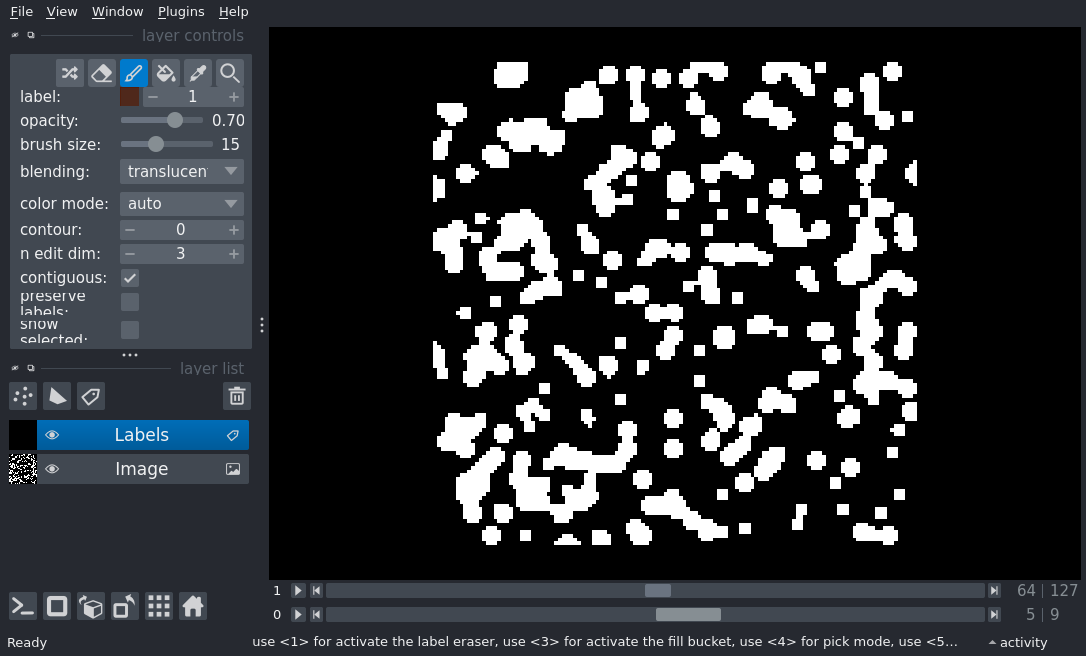 File View Window Plugins Help
layer controls
label: 1
opacity: 0.70
brush size: 15
blending: translucen
color mode: auto
contour: 0
n edit dim: 3
contiguous:
preserve
labels:
show
selected:
layer list
Labels
Image
1 64 127
0 5 9
Ready use <1> for activate the label eraser, use <3> for activate the fill bucket, use <4> for pick mode, use <5... activity